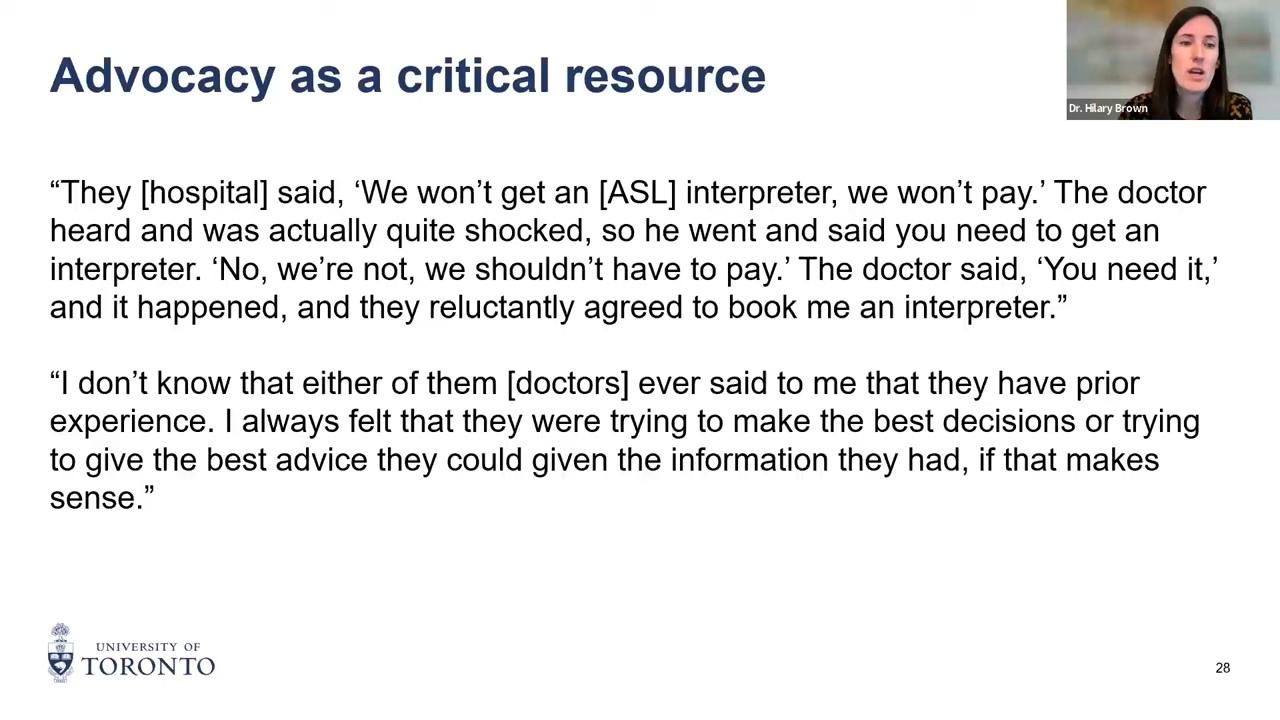 Advocacy as a critical resource
Dr. Hilary Brown
“They [hospital] said, ‘We won’t get an [ASL] interpreter, we won’t pay.’ The doctor
heard and was actually quite shocked, so he went and said you need to get an
interpreter. ‘No, we’re not, we shouldn’t have to pay.’ The doctor said, ‘You need it,’
and it happened, and they reluctantly agreed to book me an interpreter.”
“I don’t know that either of them [doctors] ever said to me that they have prior
experience. I always felt that they were trying to make the best decisions or trying
to give the best advice they could given the information they had, if that makes
sense.”
UNIVERSITY OF
TORONTO
28